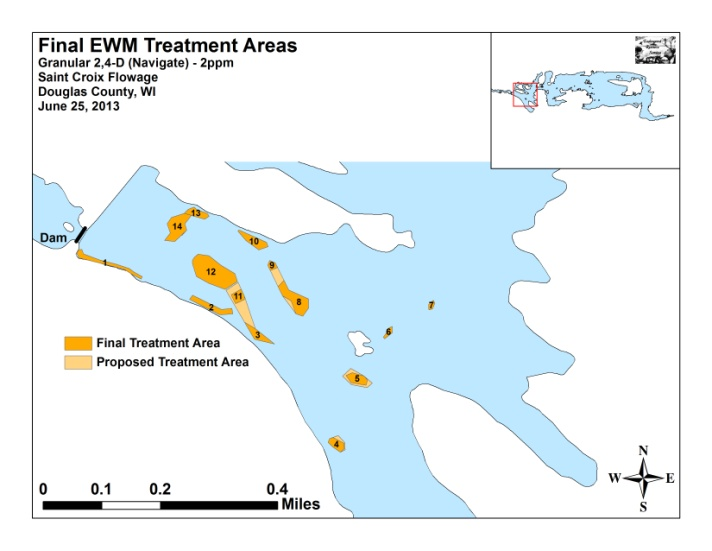 Final EWM Treatment Areas
Granular 2,4-D (Navigate) - 2ppm
Saint Croix Flowage
Douglas County, WI
June 25, 2013
13
14
Dam
10
1
12
9
11
8
7
2
3
6
Final Treatment Area
Proposed Treatment Area
5
4
N
W E
S
0 0.1 0.2 0.4
Miles